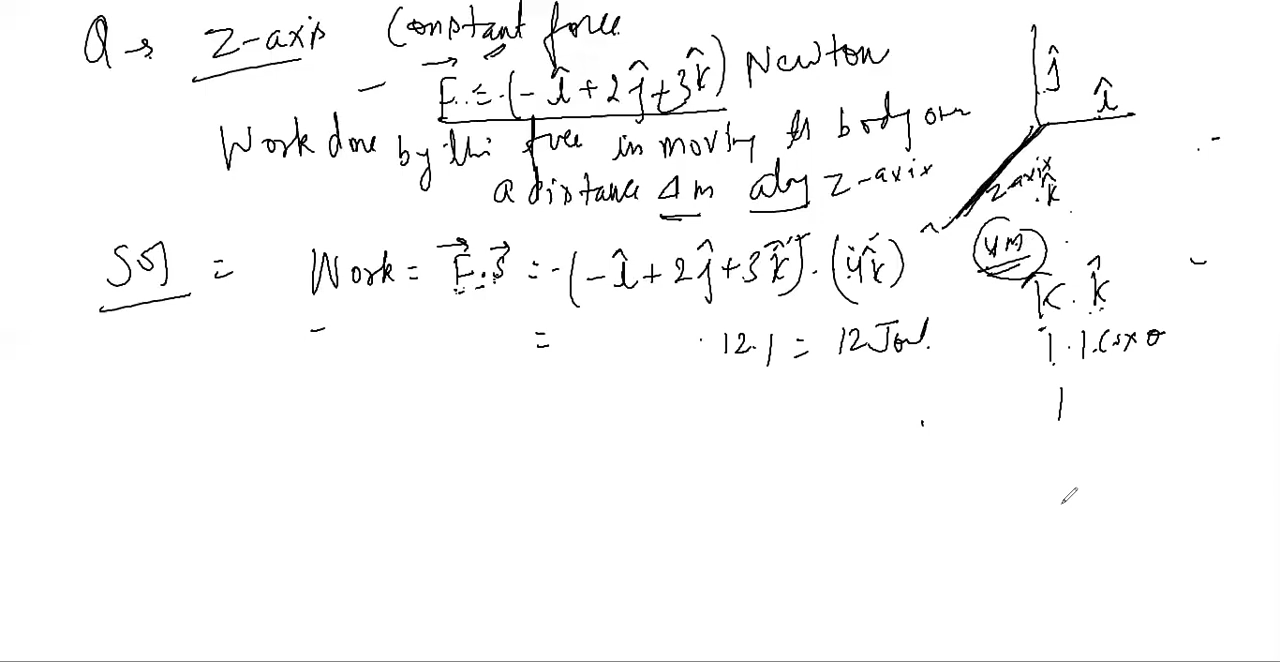 Q → z-axis Constant force
F⃗ = (-î + 2ĵ + 3k̂) Newton
Work done by this force in moving the body over
a distance 4m along z-axis
ĵ
î
z-axis
k̂
Sol = Work = F⃗.S⃗ = (-î + 2ĵ + 3k̂).(4k̂)
4m
k̂.k̂
= 12.1 = 12 Joul.
1.1.Cos 0
1